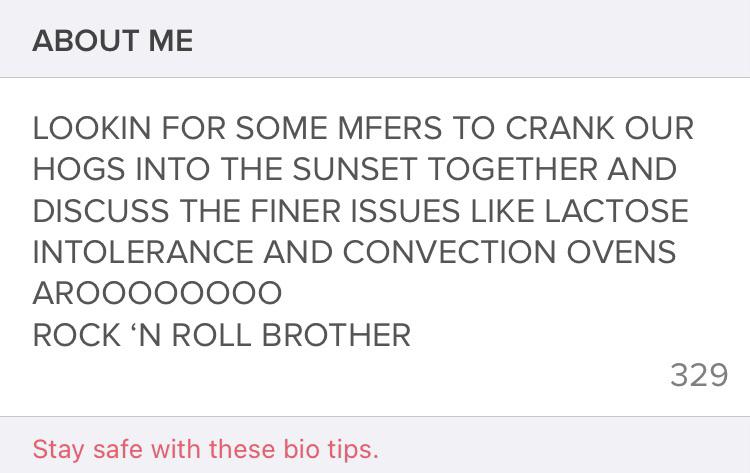 ABOUT ME
LOOKIN FOR SOME MFERS TO CRANK OUR
HOGS INTO THE SUNSET TOGETHER AND
DISCUSS THE FINER ISSUES LIKE LACTOSE
INTOLERANCE AND CONVECTION OVENS
AROOOOOOOO
ROCK ‘N ROLL BROTHER
329
Stay safe with these bio tips.